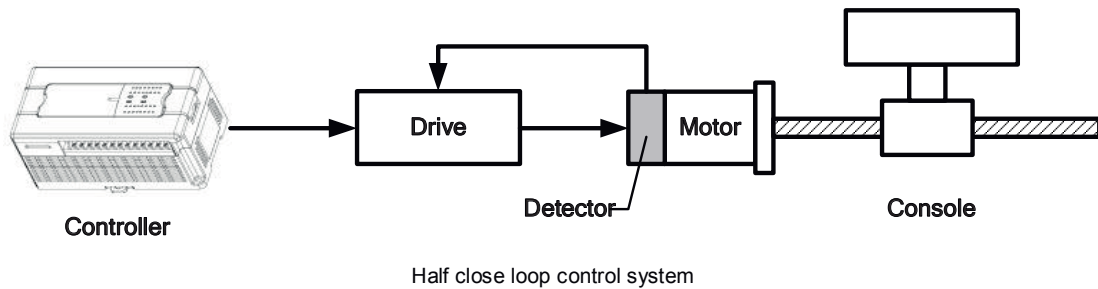 Drive
Motor
Detector
Controller
Console
Half close loop control system